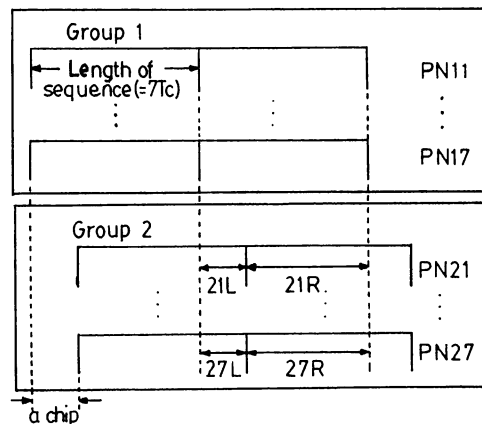 Group 1
Length of
sequence(=7Tc)
PN11
PN17
Group 2
21L
21R
PN21
27L
27R
PN27
a chip